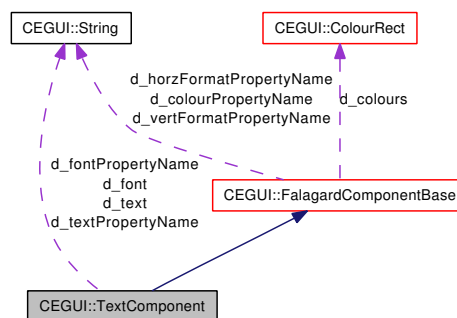 CEGUI::String
CEGUI::ColourRect
d_horzFormatPropertyName
d_colourPropertyName
d_vertFormatPropertyName
d_colours
d_fontPropertyName
d_font
d_text
d_textPropertyName
CEGUI::FalagardComponentBase
CEGUI::TextComponent